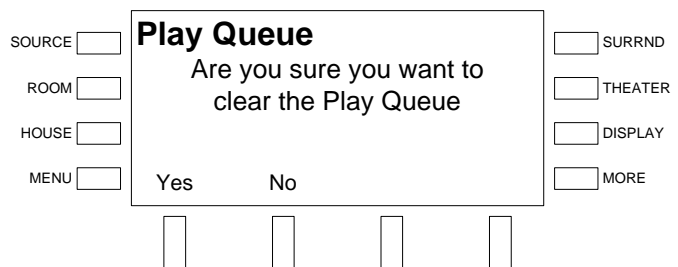 SOURCE
ROOM
HOUSE
MENU
Play Queue
Are you sure you want to
clear the Play Queue
Yes No
SURRND
THEATER
DISPLAY
MORE